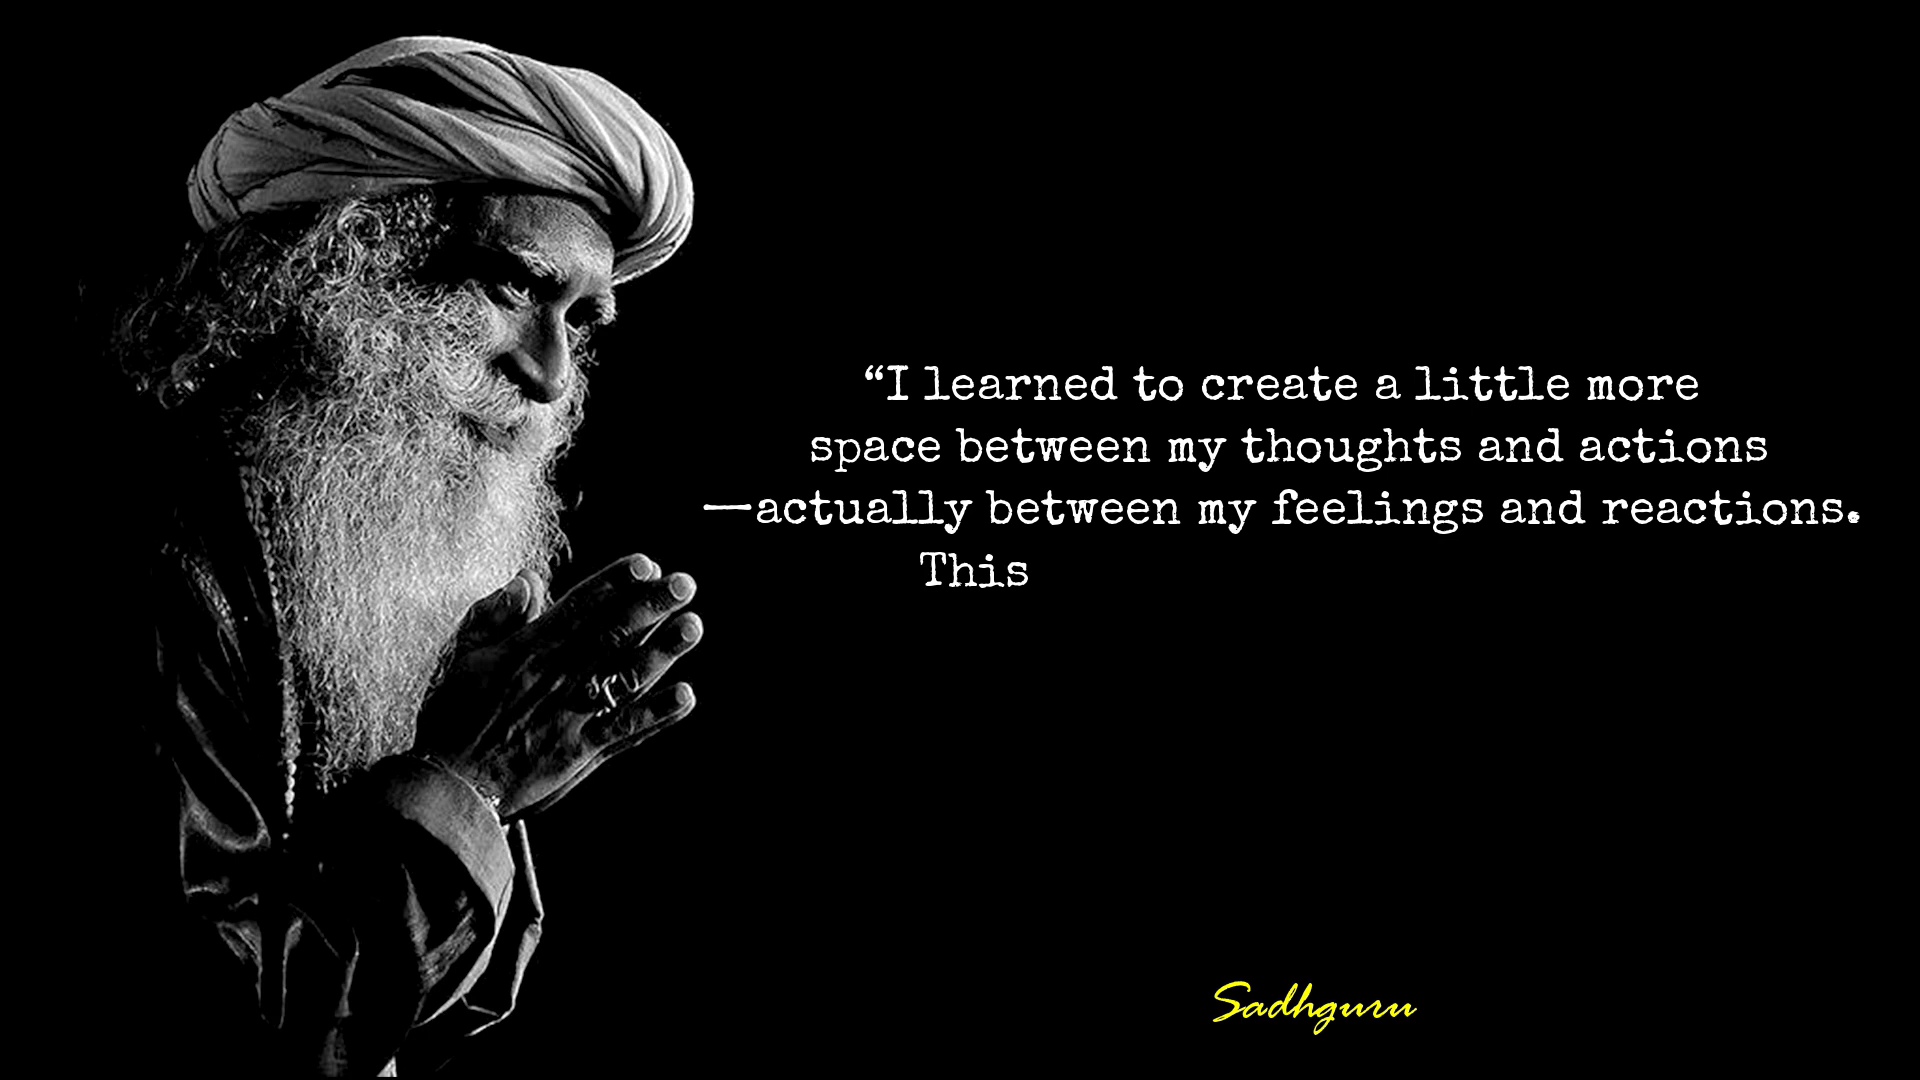 “I learned to create a little more
space between my thoughts and actions
—actually between my feelings and reactions.
This
Sadhguru